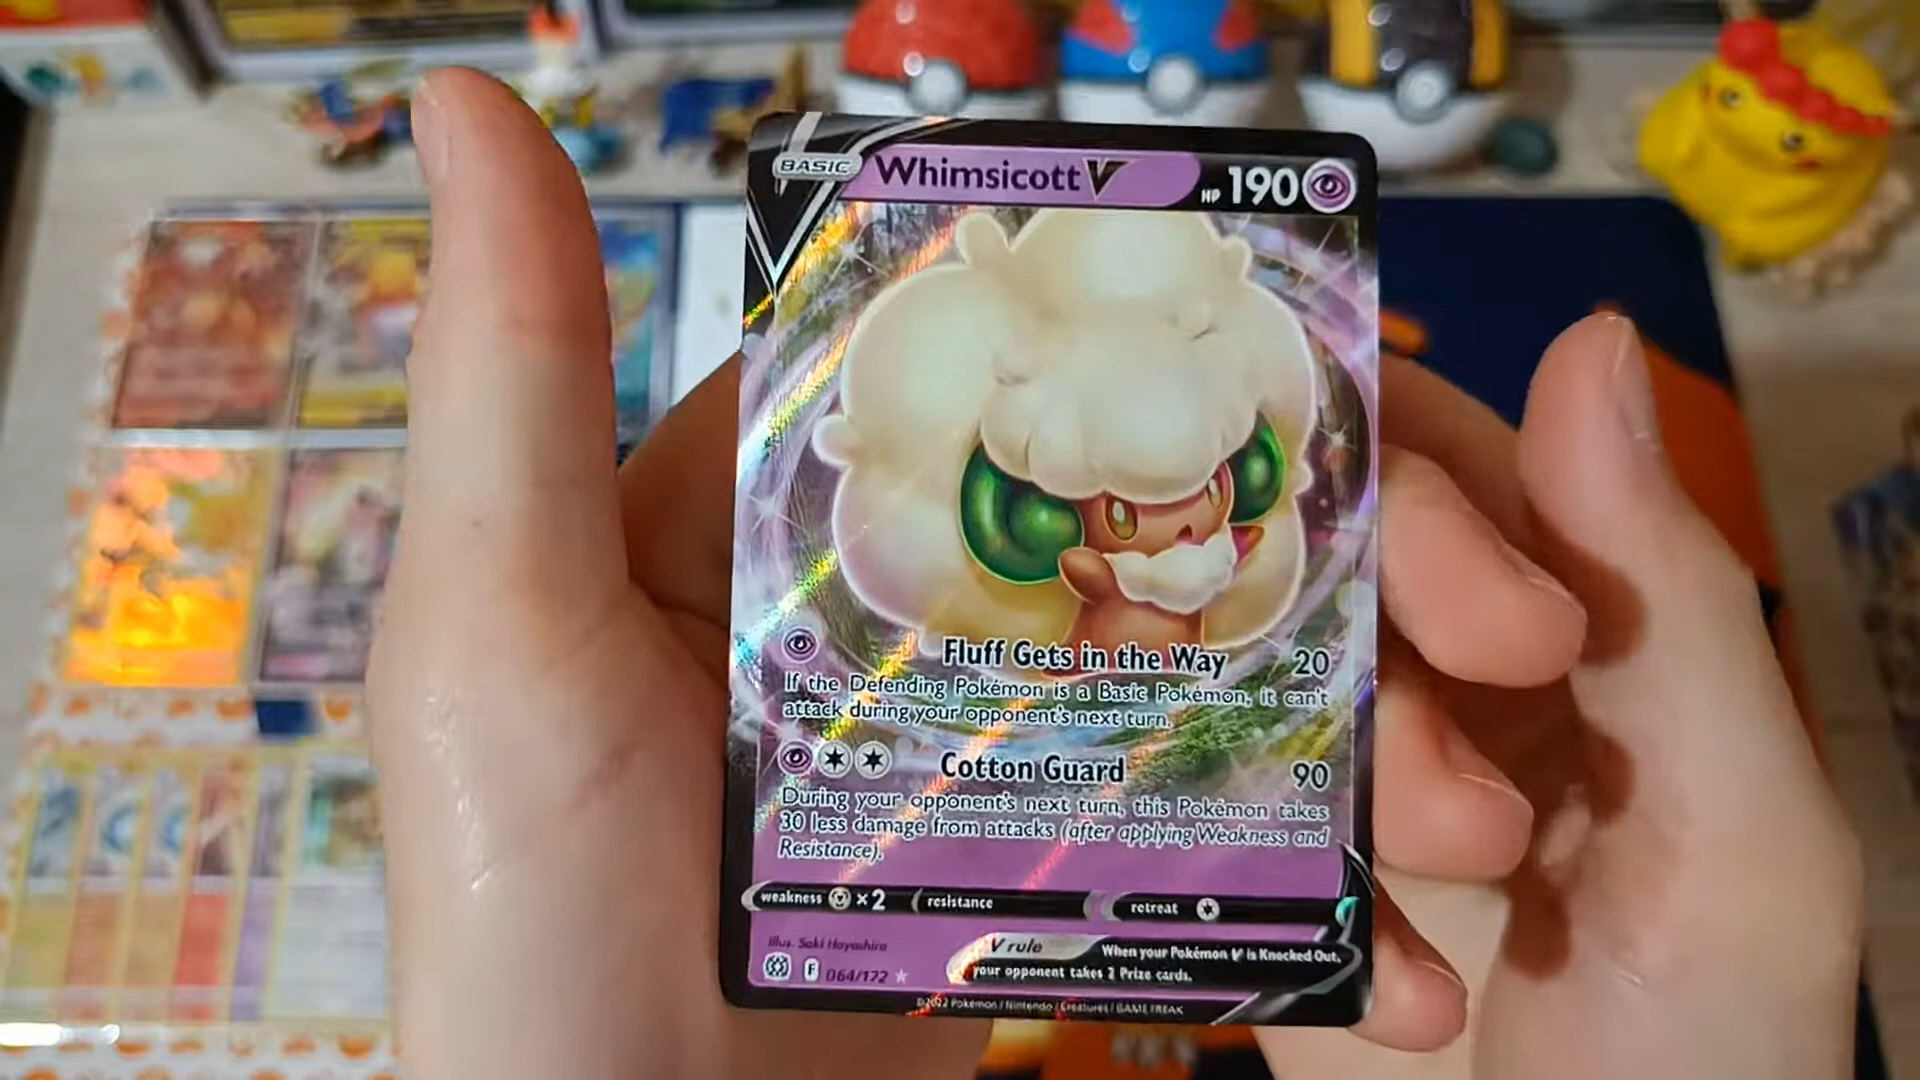 BASIC Whimsicott V HP 190
Fluff Gets in the Way 20
If the Defending Pokémon is a Basic Pokémon, it can't
attack during your opponent's next turn.
Cotton Guard 90
During your opponent's next turn, this Pokémon takes
30 less damage from attacks (after applying Weakness and
Resistance).
weakness ×2 resistance retreat
Illus. Saki Hayashiro
V rule When your Pokémon V is Knocked Out,
your opponent takes 2 Prize cards.
F 064/172
©2022 Pokémon / Nintendo / Creatures / GAME FREAK